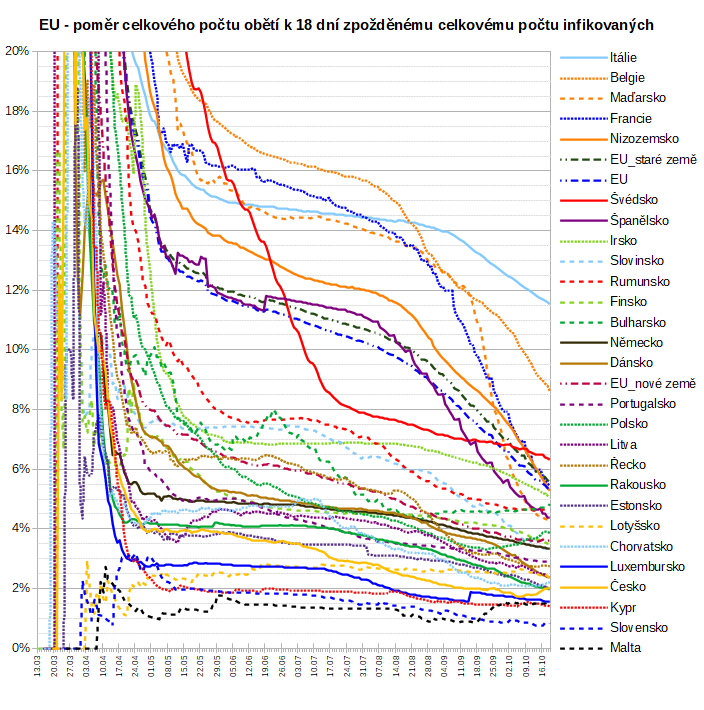 EU - poměr celkového počtu obětí k 18 dní zpožděnému celkovému počtu infikovaných
20%
18%
16%
14%
12%
10%
8%
6%
4%
2%
0%
13.03
20.03
27.03
03.04
10.04
17.04
24.04
01.05
08.05
15.05
22.05
29.05
05.06
12.06
19.06
26.06
03.07
10.07
17.07
24.07
31.07
07.08
14.08
21.08
28.08
04.09
11.09
18.09
25.09
02.10
09.10
16.10
Itálie
Belgie
Maďarsko
Francie
Nizozemsko
EU_staré země
EU
Švédsko
Španělsko
Irsko
Slovinsko
Rumunsko
Finsko
Bulharsko
Německo
Dánsko
EU_nové země
Portugalsko
Polsko
Litva
Řecko
Rakousko
Estonsko
Lotyšsko
Chorvatsko
Luxembursko
Česko
Kypr
Slovensko
Malta